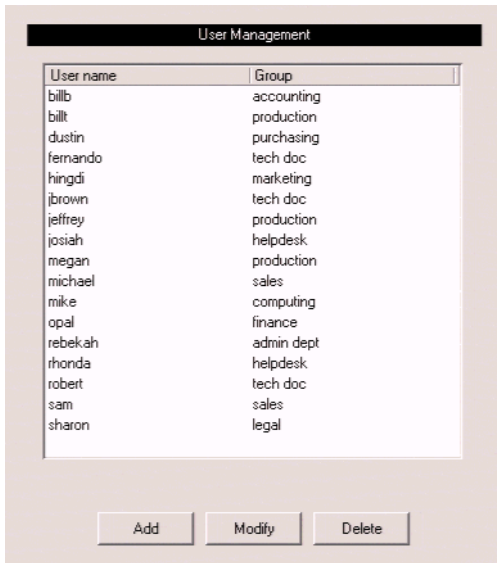 User Management
User name Group
billb accounting
billt production
dustin purchasing
fernando tech doc
hingdi marketing
jbrown tech doc
jeffrey production
josiah helpdesk
megan production
michael sales
mike computing
opal finance
rebekah admin dept
rhonda helpdesk
robert tech doc
sam sales
sharon legal
Add Modify Delete